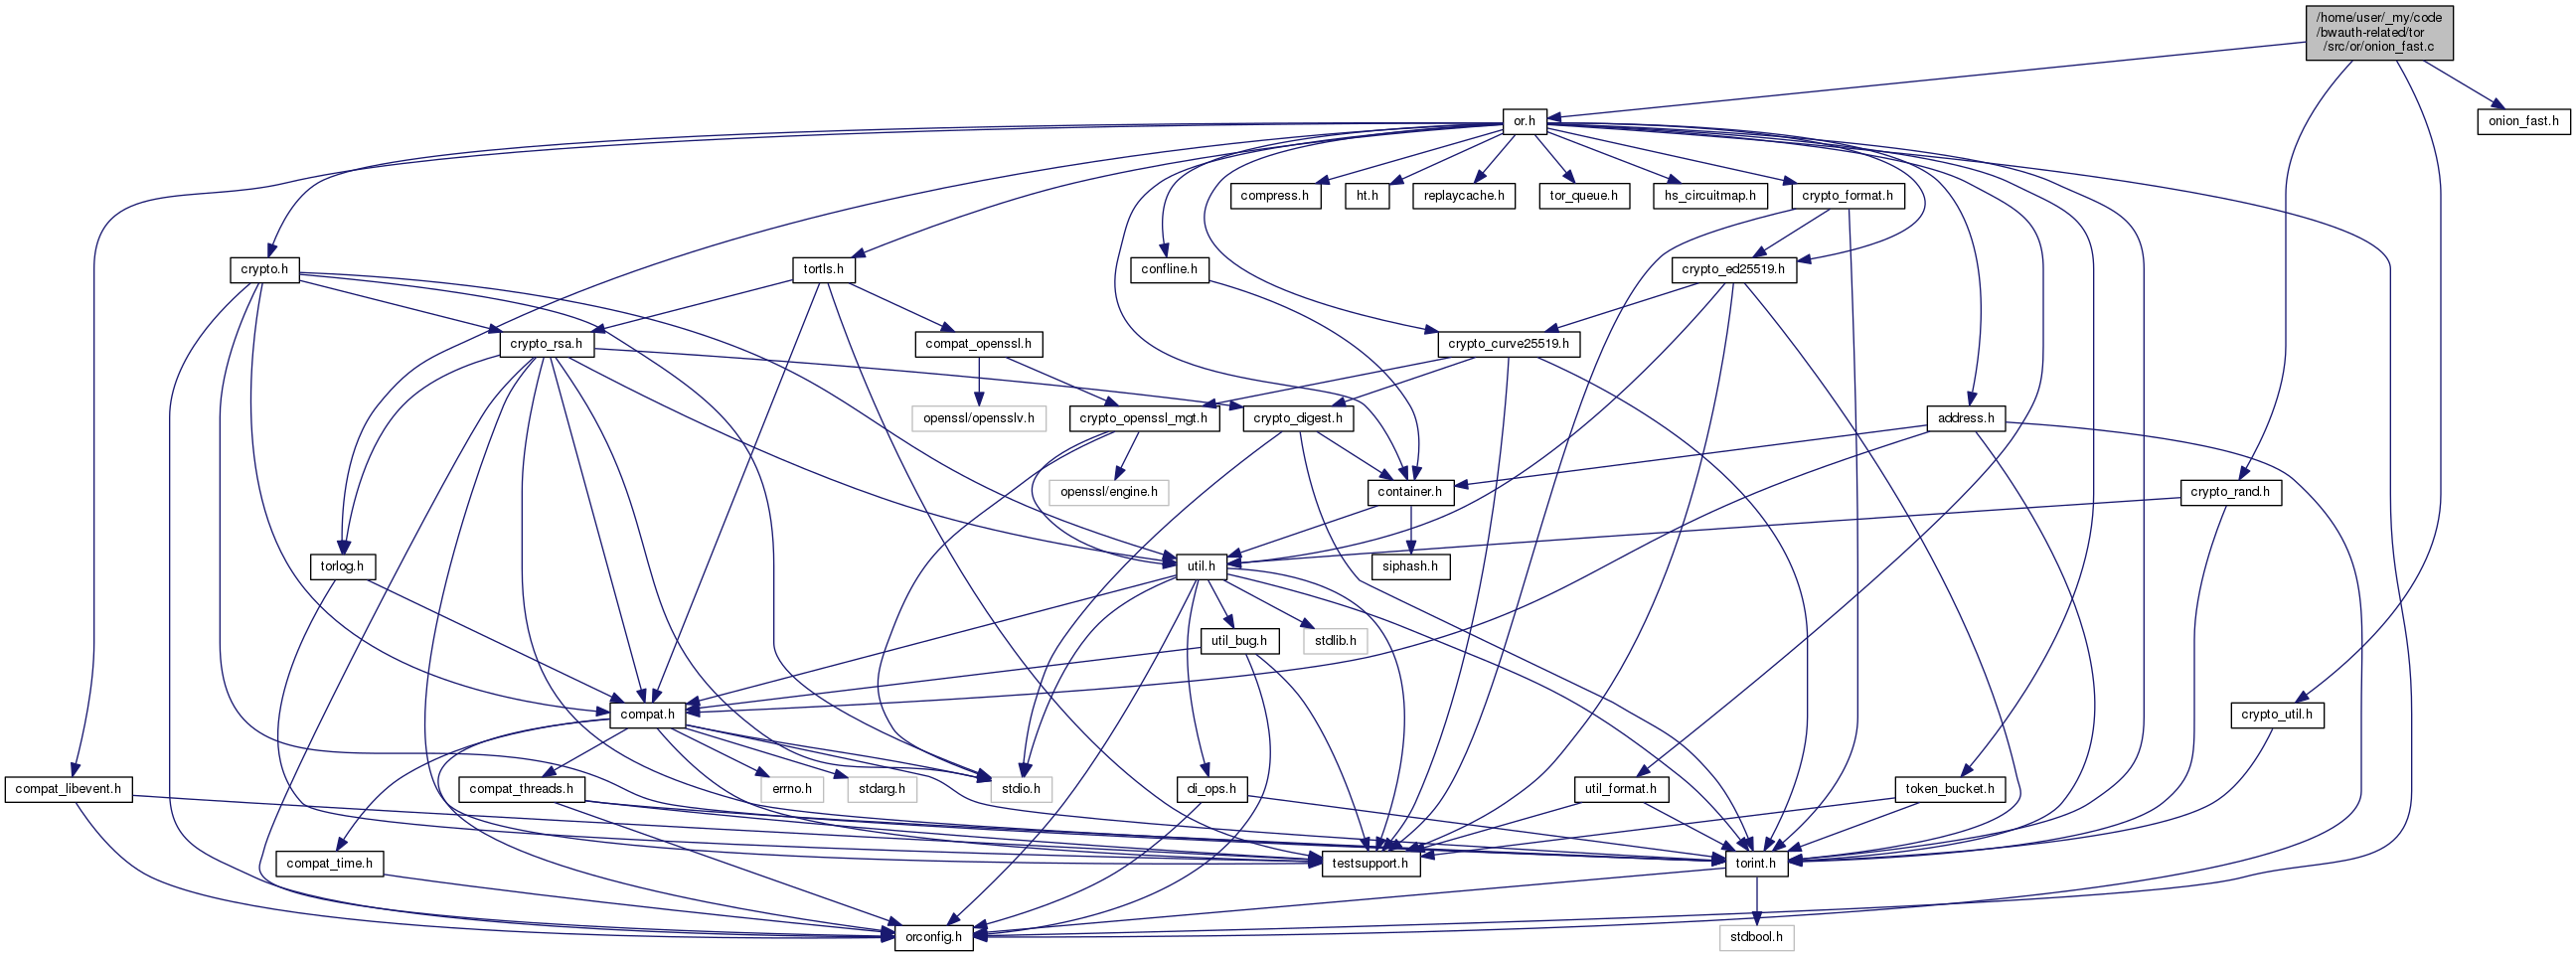 /home/user/_my/code
/bwauth-related/tor
/src/or/onion_fast.c
or.h
onion_fast.h
compress.h
ht.h
replaycache.h
tor_queue.h
hs_circuitmap.h
crypto_format.h
crypto.h
tortls.h
confline.h
crypto_ed25519.h
crypto_rsa.h
compat_openssl.h
crypto_curve25519.h
openssl/opensslv.h
crypto_openssl_mgt.h
crypto_digest.h
address.h
openssl/engine.h
container.h
crypto_rand.h
torlog.h
util.h
siphash.h
util_bug.h
stdlib.h
compat.h
crypto_util.h
compat_libevent.h
compat_threads.h
errno.h
stdarg.h
stdio.h
di_ops.h
util_format.h
token_bucket.h
compat_time.h
testsupport.h
torint.h
orconfig.h
stdbool.h